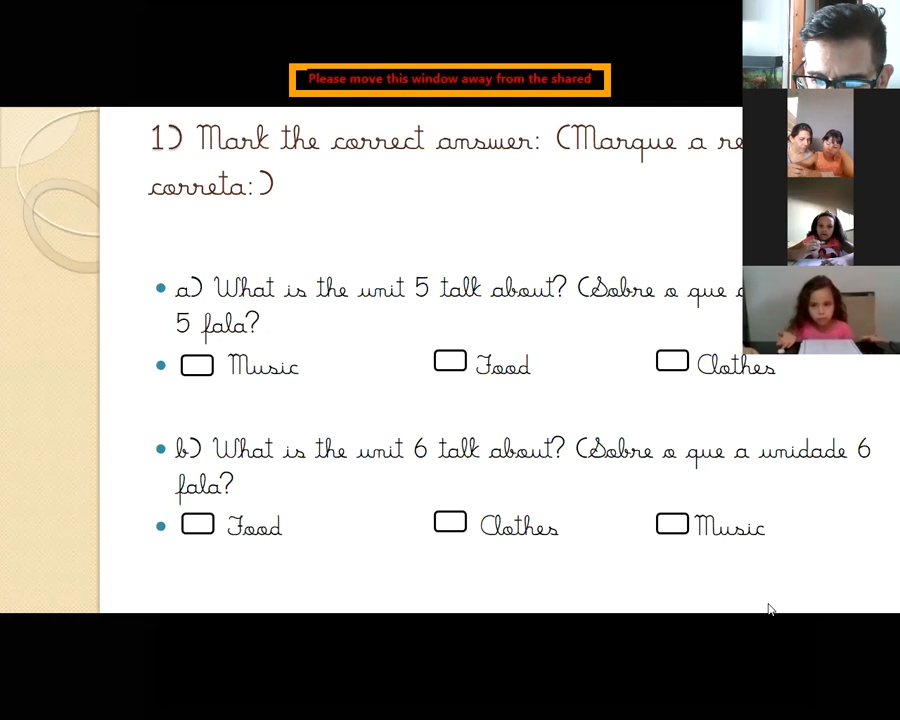 Please move this window away from the shared
1) Mark the correct answer: (Marque a re
correta:)
a) What is the unit 5 talk about? (Sobre o que
5 fala?
Music Food Clothes
b) What is the unit 6 talk about? (Sobre o que a unidade 6
fala?
Food Clothes Music